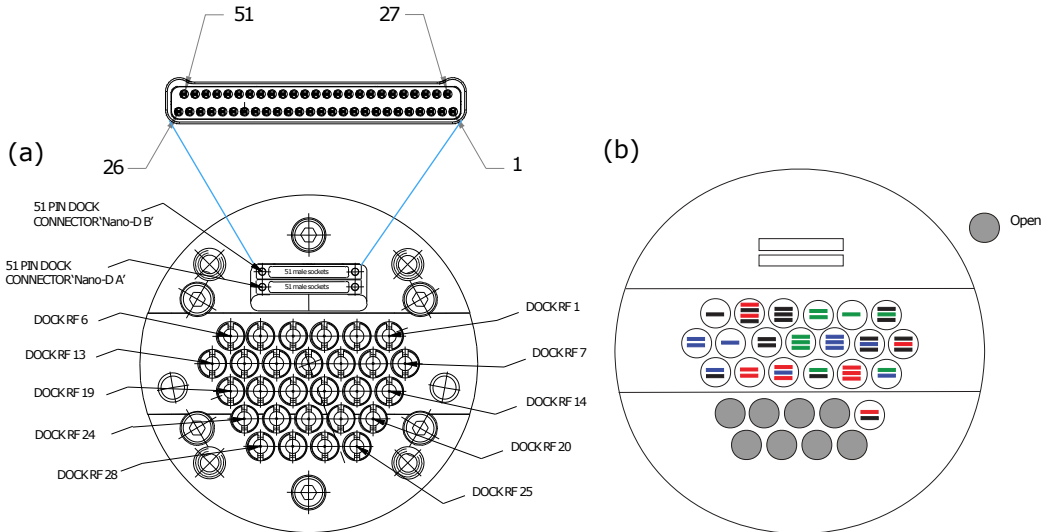 51
27
(a)
26
1
(b)
51 PIN DOCK
CONNECTOR'Nano-D B'
51 PIN DOCK
CONNECTOR'Nano-D A'
51 male sockets
51 male sockets
Open
DOCK RF 6
DOCK RF 1
DOCK RF 13
DOCK RF 7
DOCK RF 19
DOCK RF 14
DOCK RF 24
DOCK RF 20
DOCK RF 28
DOCK RF 25